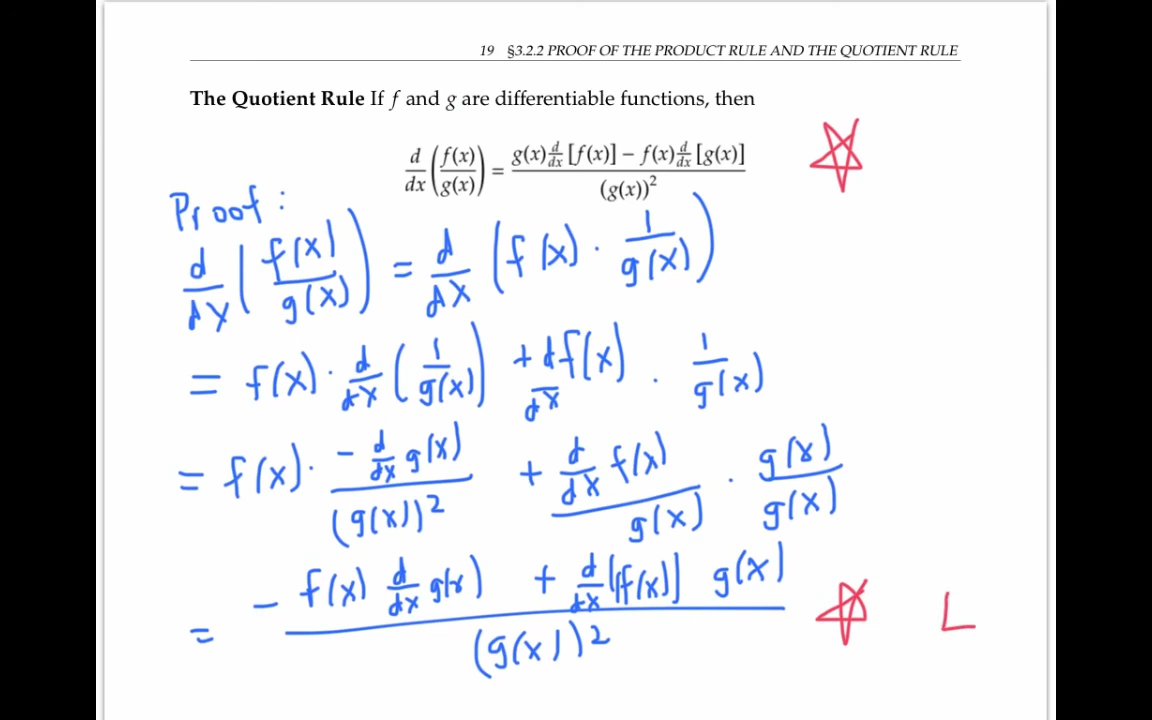 19 §3.2.2 PROOF OF THE PRODUCT RULE AND THE QUOTIENT RULE
The Quotient Rule If f and g are differentiable functions, then
d/dx (f(x)/g(x)) = (g(x) d/dx [f(x)] − f(x) d/dx [g(x)]) / (g(x))²
Proof:
d/dx (f(x)/g(x)) = d/dx (f(x) · 1/g(x))
= f(x) · d/dx (1/g(x)) + df(x)/dx · 1/g(x)
= f(x) · (− d/dx g(x)) / (g(x))² + (d/dx f(x)) / g(x) · g(x)/g(x)
= (− f(x) d/dx g(x) + d/dx [f(x)] g(x)) / (g(x))²
L